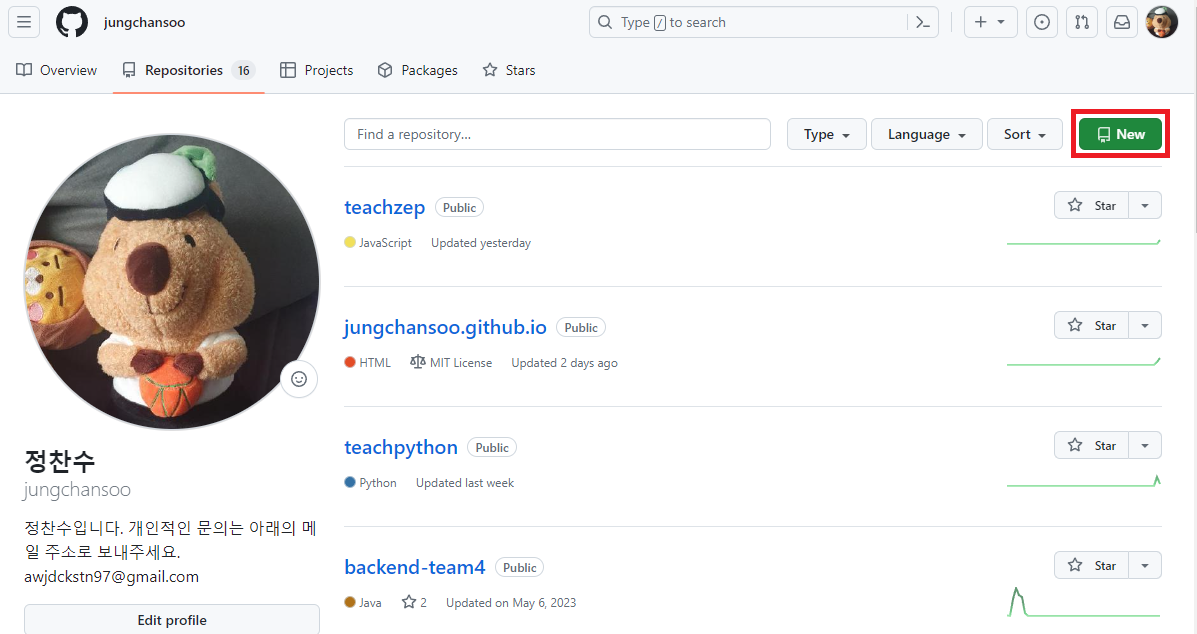 jungchansoo
Type / to search
Overview
Repositories 16
Projects
Packages
Stars
Find a repository...
Type
Language
Sort
New
teachzep Public
Star
JavaScript Updated yesterday
jungchansoo.github.io Public
Star
HTML MIT License Updated 2 days ago
teachpython Public
Star
Python Updated last week
backend-team4 Public
Star
Java 2 Updated on May 6, 2023
정찬수
jungchansoo
정찬수입니다. 개인적인 문의는 아래의 메
일 주소로 보내주세요.
awjdckstn97@gmail.com
Edit profile